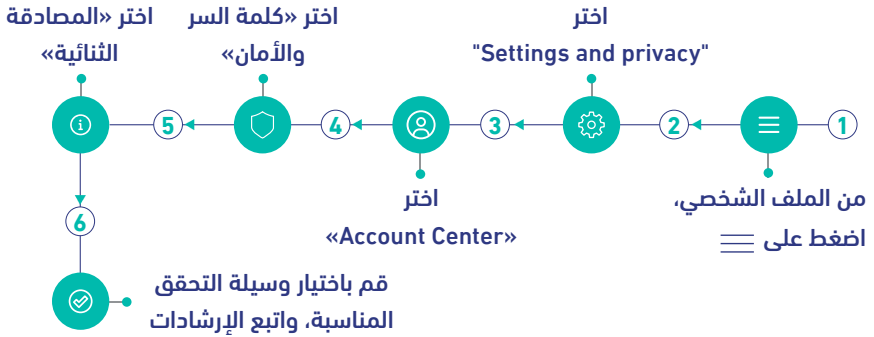 1
من الملف الشخصي،
اضغط على
2
اختر
"Settings and privacy"
3
اختر
«Account Center»
4
اختر «كلمة السر
والأمان»
5
اختر «المصادقة
الثنائية»
6
قم باختيار وسيلة التحقق
المناسبة، واتبع الإرشادات